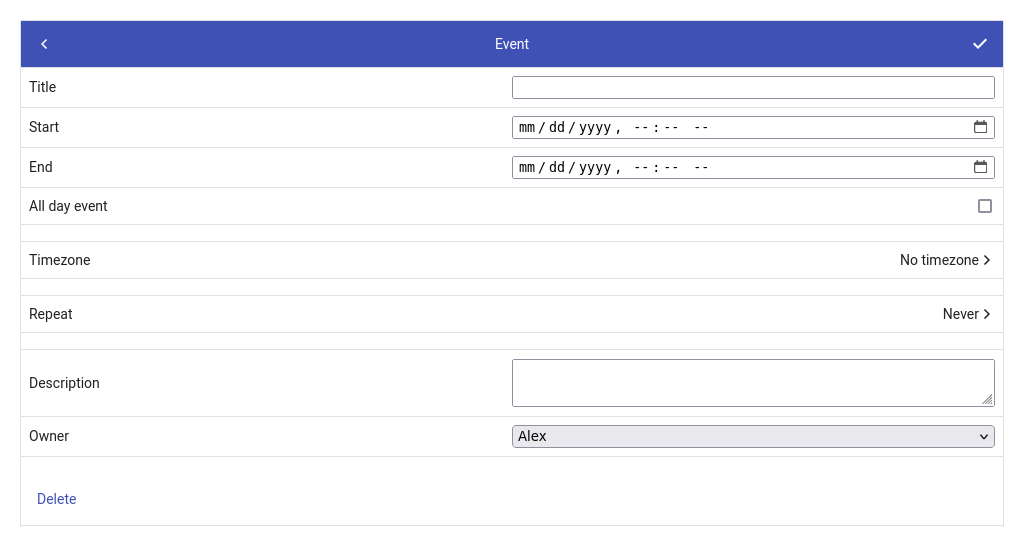 Event
Title
Start mm/dd/yyyy, --:-- --
End mm/dd/yyyy, --:-- --
All day event
Timezone No timezone
Repeat Never
Description
Owner Alex
Delete